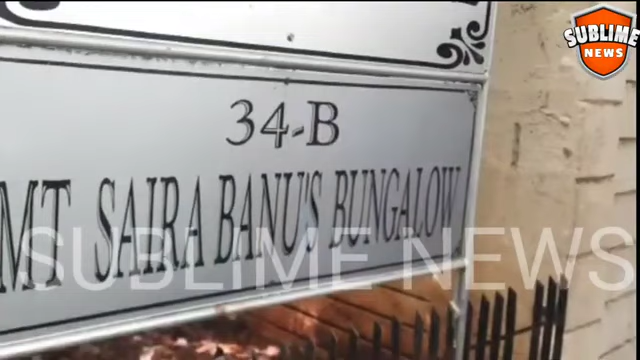 SUBLIME
NEWS
34-B
MT SAIRA BANU'S BUNGALOW
SUBLIME NEWS